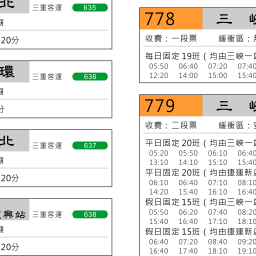 北
三重客運 635
20分
環
三重客運 636
20分
北
三重客運 637
20分
興站
三重客運 638
20分
778 三
收費：一段票 緩衝區：
每日固定19班 ( 均由三峽一
05:50 06:40 07:20 07:40
12:20 14:00 15:00 15:40
779 三
收費：二段票 緩衝區：
平日固定20班 ( 均由三峽一
05:20 05:50 06:10 06:40
13:10 14:10 15:10 15:40
平日固定20班 ( 均由捷運新
06:10 06:40 07:10 08:10
14:20 15:40 16:10 16:40
假日固定15班 ( 均由三峽一
05:50 06:20 07:40 08:20
15:40 16:40 17:10 18:10
假日固定15班 ( 均由捷運新
06:40 07:20 08:40 09:20
16:40 17:40 18:10 19:10